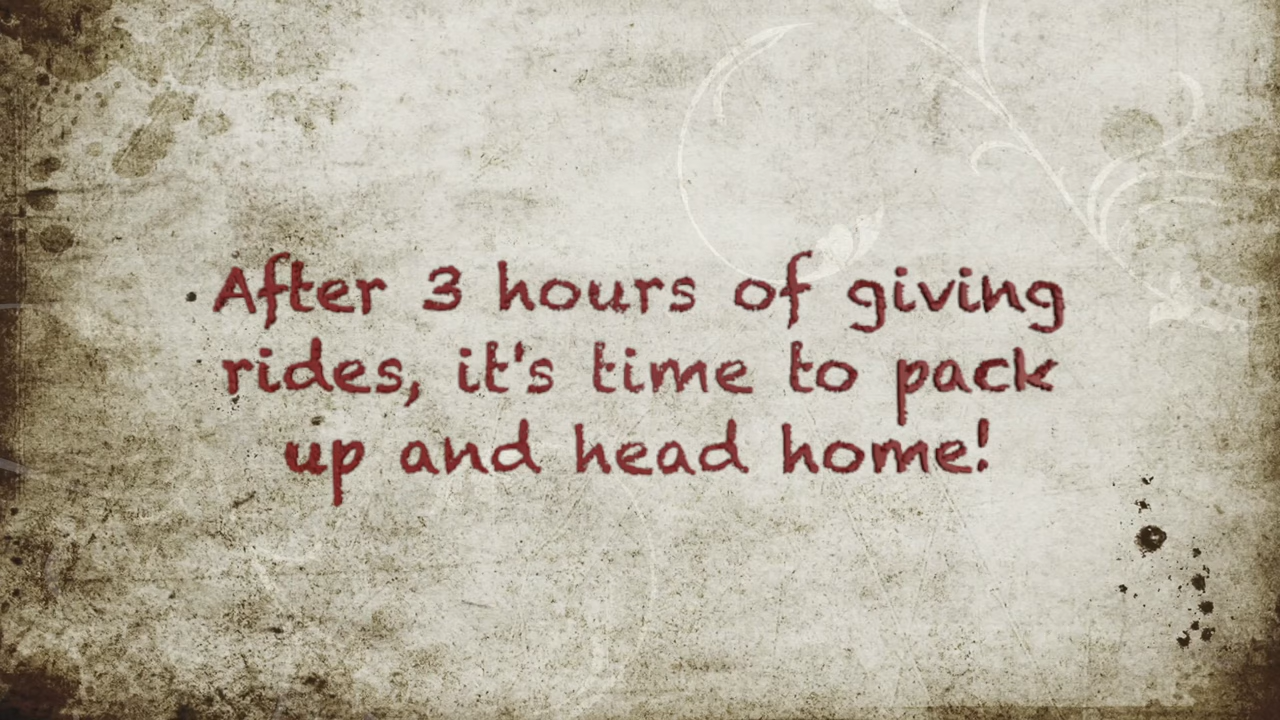 After 3 hours of giving
rides, it's time to pack
up and head home!